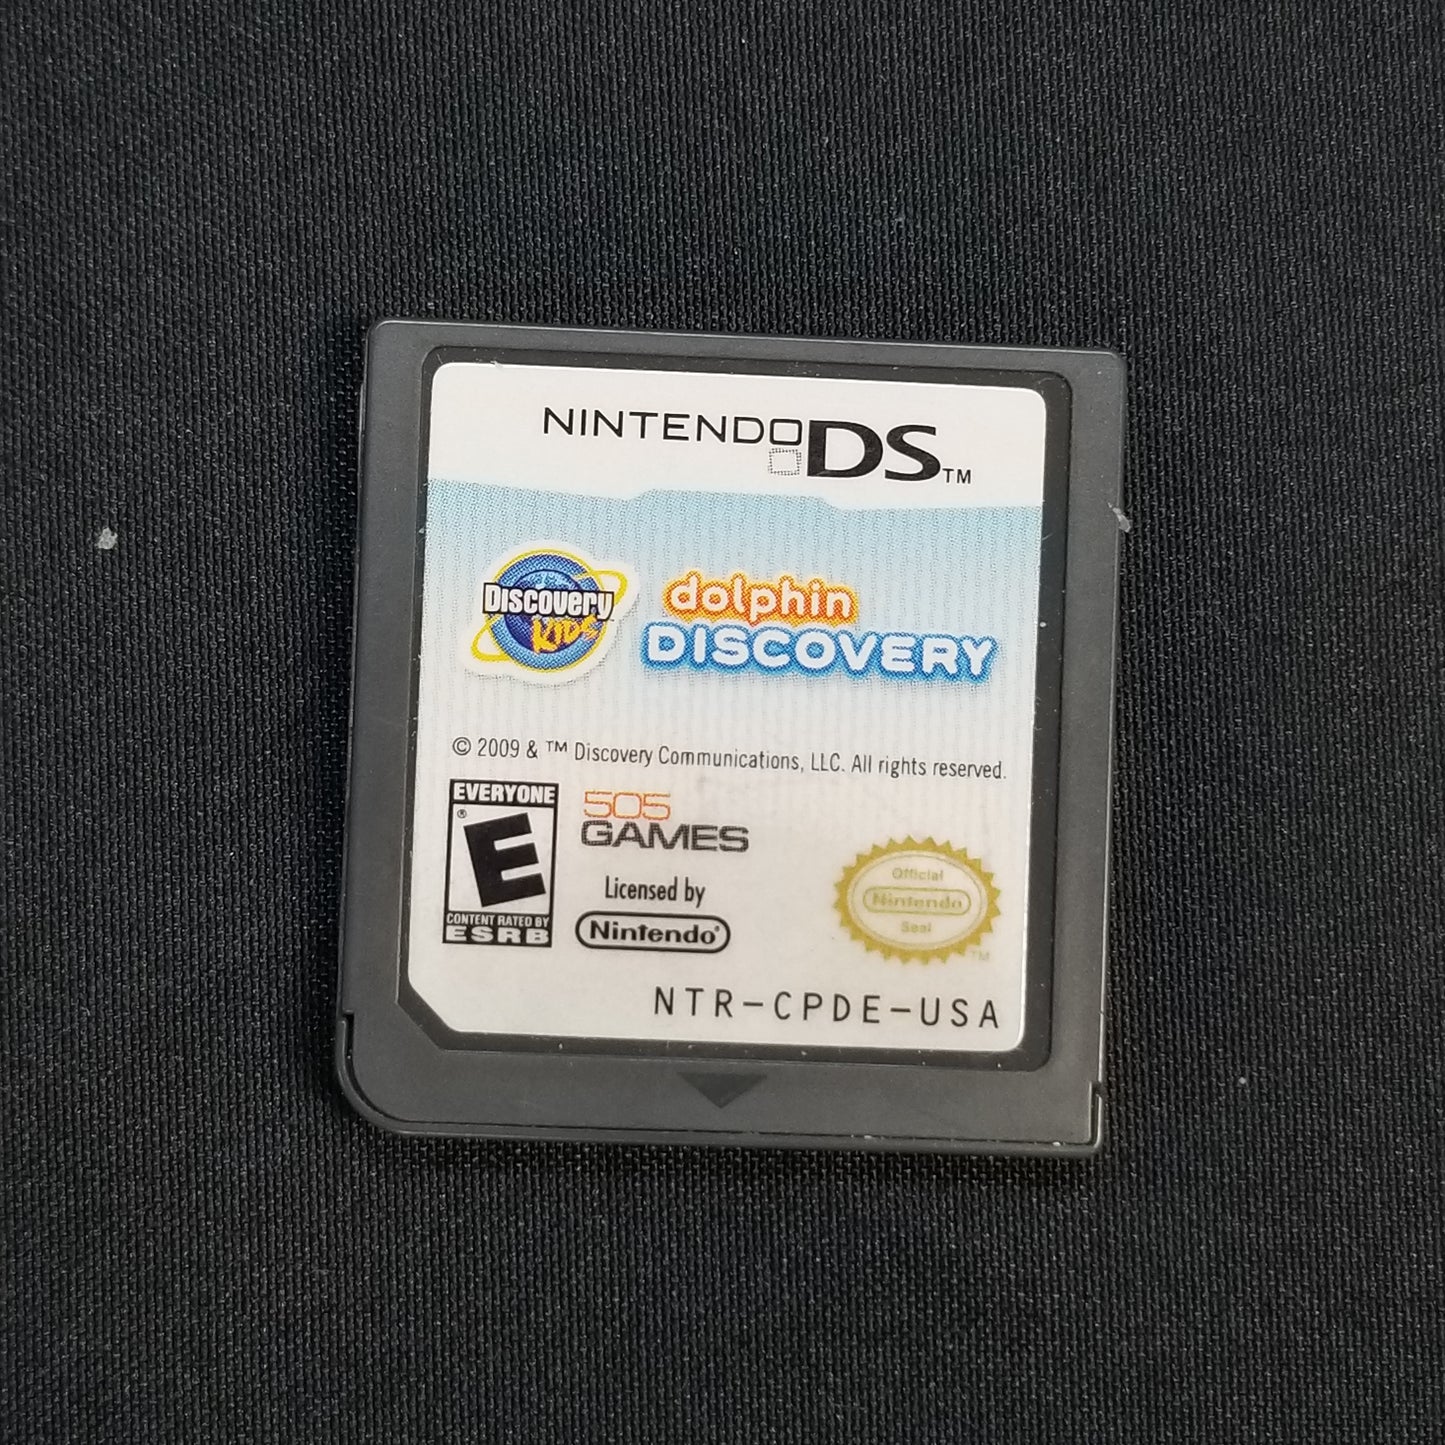 NINTENDO DS™
Discovery
KIDS
dolphin
DISCOVERY
© 2009 & ™ Discovery Communications, LLC. All rights reserved.
EVERYONE
®
E
CONTENT RATED BY
ESRB
505
GAMES
Licensed by
Nintendo®
Official
Nintendo
Seal
™
NTR-CPDE-USA